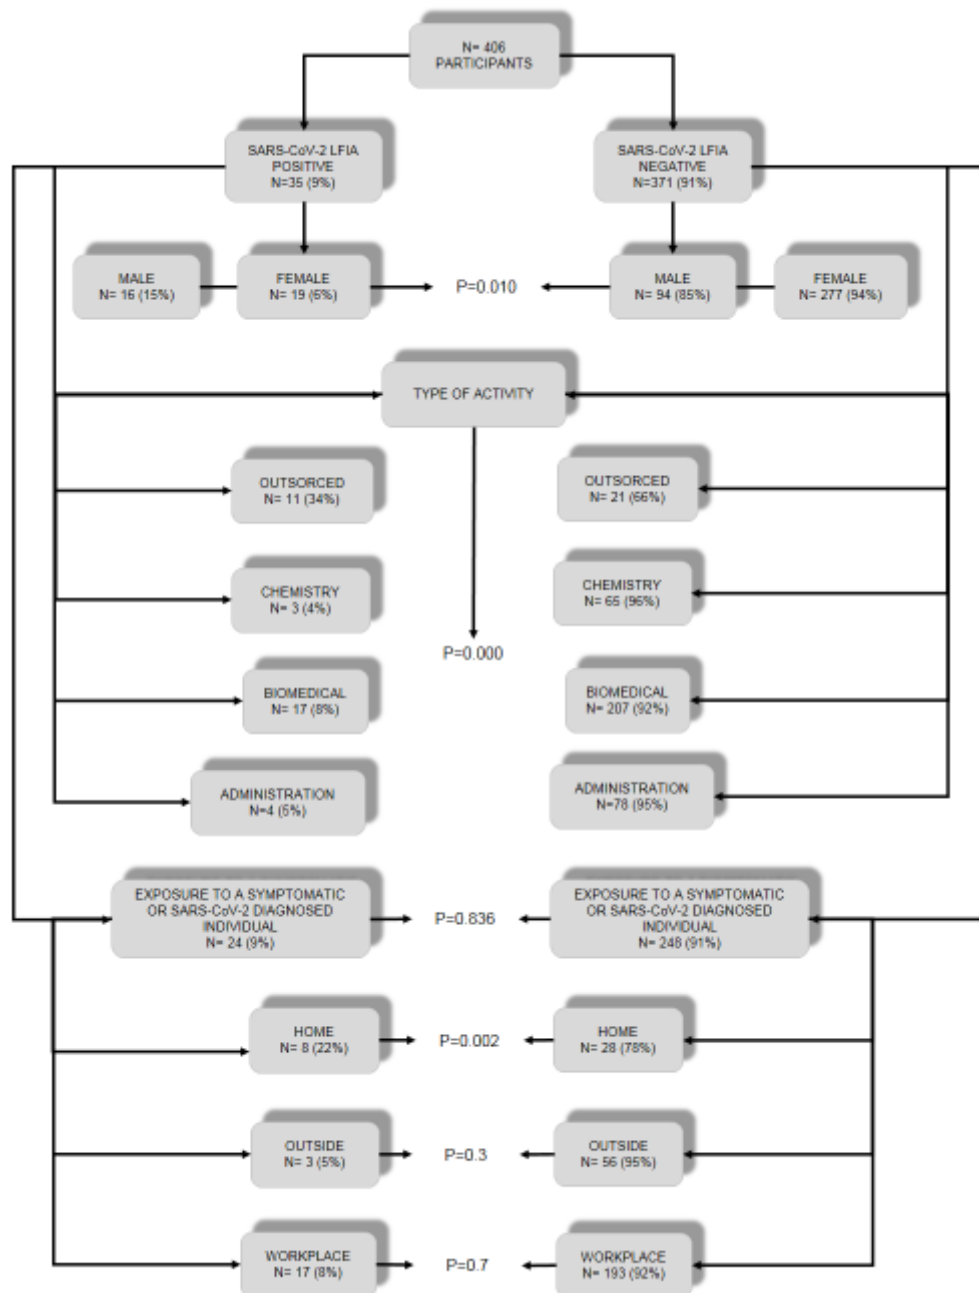 N= 406
PARTICIPANTS
SARS-CoV-2 LFIA
POSITIVE
N=35 (9%)
SARS-CoV-2 LFIA
NEGATIVE
N=371 (91%)
MALE
N= 16 (15%)
FEMALE
N= 19 (6%)
P=0.010
MALE
N= 94 (85%)
FEMALE
N= 277 (94%)
TYPE OF ACTIVITY
OUTSORCED
N= 11 (34%)
OUTSORCED
N= 21 (66%)
CHEMISTRY
N= 3 (4%)
CHEMISTRY
N= 65 (96%)
P=0.000
BIOMEDICAL
N= 17 (8%)
BIOMEDICAL
N= 207 (92%)
ADMINISTRATION
N=4 (5%)
ADMINISTRATION
N=78 (95%)
EXPOSURE TO A SYMPTOMATIC
OR SARS-CoV-2 DIAGNOSED
INDIVIDUAL
N= 24 (9%)
P=0.836
EXPOSURE TO A SYMPTOMATIC
OR SARS-CoV-2 DIAGNOSED
INDIVIDUAL
N= 248 (91%)
HOME
N= 8 (22%)
P=0.002
HOME
N= 28 (78%)
OUTSIDE
N= 3 (5%)
P=0.3
OUTSIDE
N= 56 (95%)
WORKPLACE
N= 17 (8%)
P=0.7
WORKPLACE
N= 193 (92%)